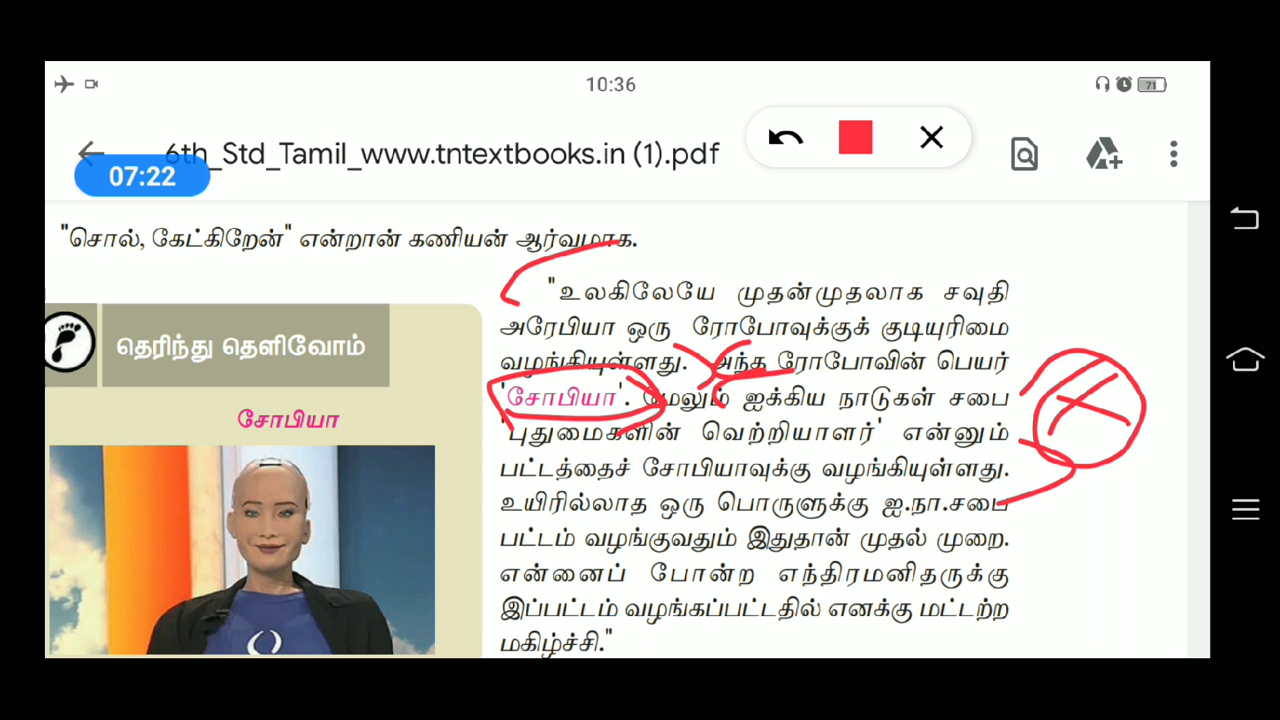 10:36
71
6th_Std_Tamil_www.tntextbooks.in (1).pdf
07:22
"சொல், கேட்கிறேன்" என்றான் கணியன் ஆர்வமாக.
தெரிந்து தெளிவோம்
சோபியா
"உலகிலேயே முதன்முதலாக சவுதி
அரேபியா ஒரு ரோபோவுக்குக் குடியுரிமை
வழங்கியுள்ளது. அந்த ரோபோவின் பெயர்
'சோபியா'. மேலும் ஐக்கிய நாடுகள் சபை
'புதுமைகளின் வெற்றியாளர்' என்னும்
பட்டத்தைச் சோபியாவுக்கு வழங்கியுள்ளது.
உயிரில்லாத ஒரு பொருளுக்கு ஐ.நா.சபை
பட்டம் வழங்குவதும் இதுதான் முதல் முறை.
என்னைப் போன்ற எந்திரமனிதருக்கு
இப்பட்டம் வழங்கப்பட்டதில் எனக்கு மட்டற்ற
மகிழ்ச்சி."